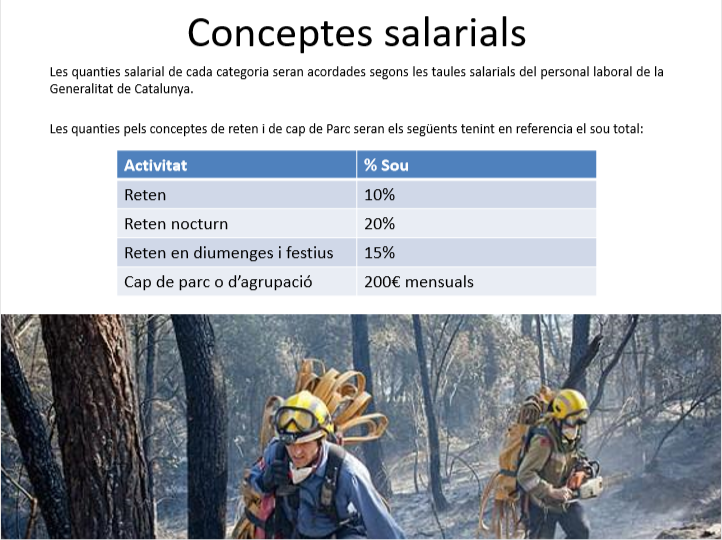 Conceptes salarials
Les quanties salarial de cada categoria seran acordades segons les taules salarials del personal laboral de la
Generalitat de Catalunya.
Les quanties pels conceptes de reten i de cap de Parc seran els següents tenint en referencia el sou total:
Activitat % Sou
Reten 10%
Reten nocturn 20%
Reten en diumenges i festius 15%
Cap de parc o d’agrupació 200€ mensuals